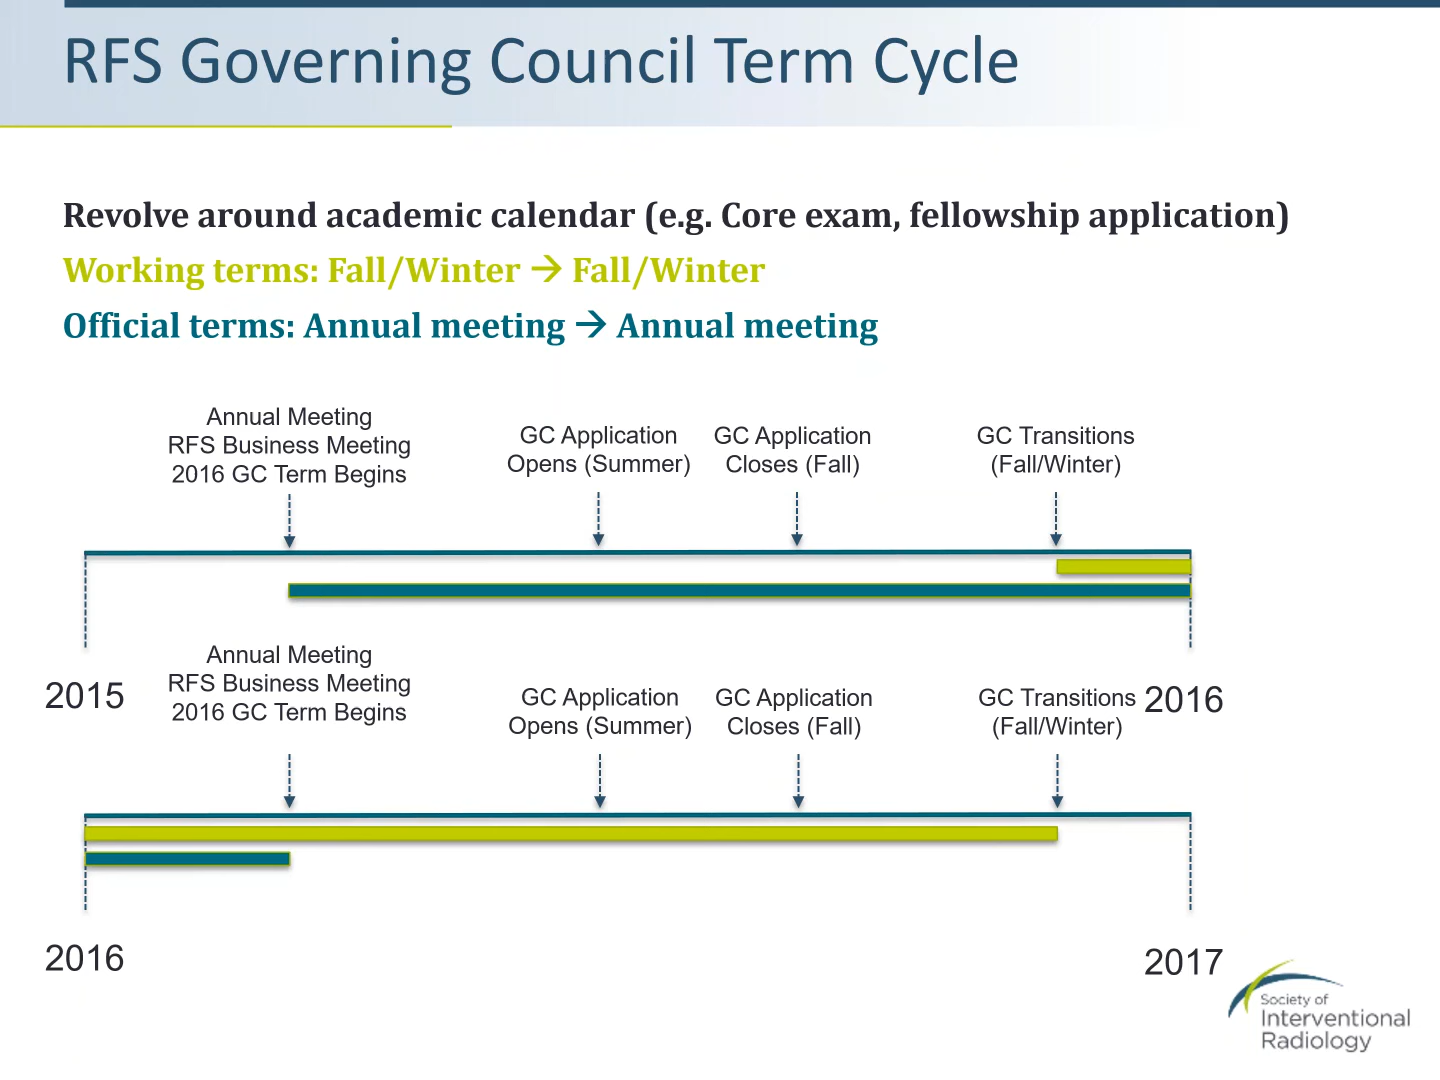 RFS Governing Council Term Cycle
Revolve around academic calendar (e.g. Core exam, fellowship application)
Working terms: Fall/Winter → Fall/Winter
Official terms: Annual meeting → Annual meeting
Annual Meeting
RFS Business Meeting
2016 GC Term Begins
GC Application
Opens (Summer)
GC Application
Closes (Fall)
GC Transitions
(Fall/Winter)
2015
2016
Annual Meeting
RFS Business Meeting
2016 GC Term Begins
GC Application
Opens (Summer)
GC Application
Closes (Fall)
GC Transitions
(Fall/Winter)
2016
2017
Society of
Interventional
Radiology